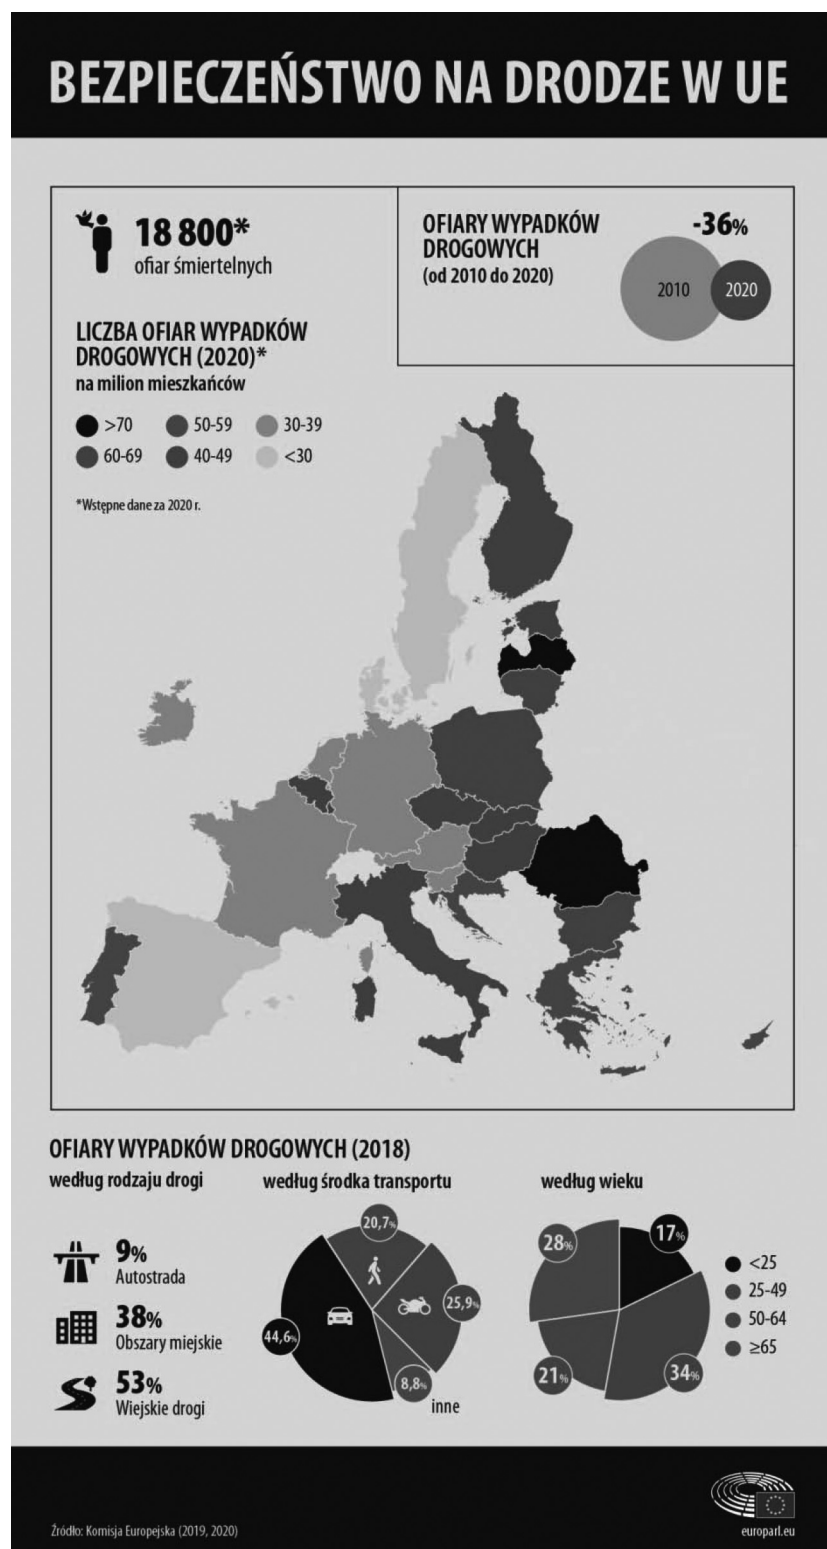 BEZPIECZEŃSTWO NA DRODZE W UE
18 800*
ofiar śmiertelnych
OFIARY WYPADKÓW
DROGOWYCH
(od 2010 do 2020)
-36%
2010
2020
LICZBA OFIAR WYPADKÓW
DROGOWYCH (2020)*
na milion mieszkańców
>70
50-59
30-39
60-69
40-49
<30
*Wstępne dane za 2020 r.
OFIARY WYPADKÓW DROGOWYCH (2018)
według rodzaju drogi
9%
Autostrada
38%
Obszary miejskie
53%
Wiejskie drogi
według środka transportu
20,7%
25,9%
44,6%
8,8%
inne
według wieku
28%
17%
21%
34%
<25
25-49
50-64
≥65
Źródło: Komisja Europejska (2019, 2020)
europarl.eu